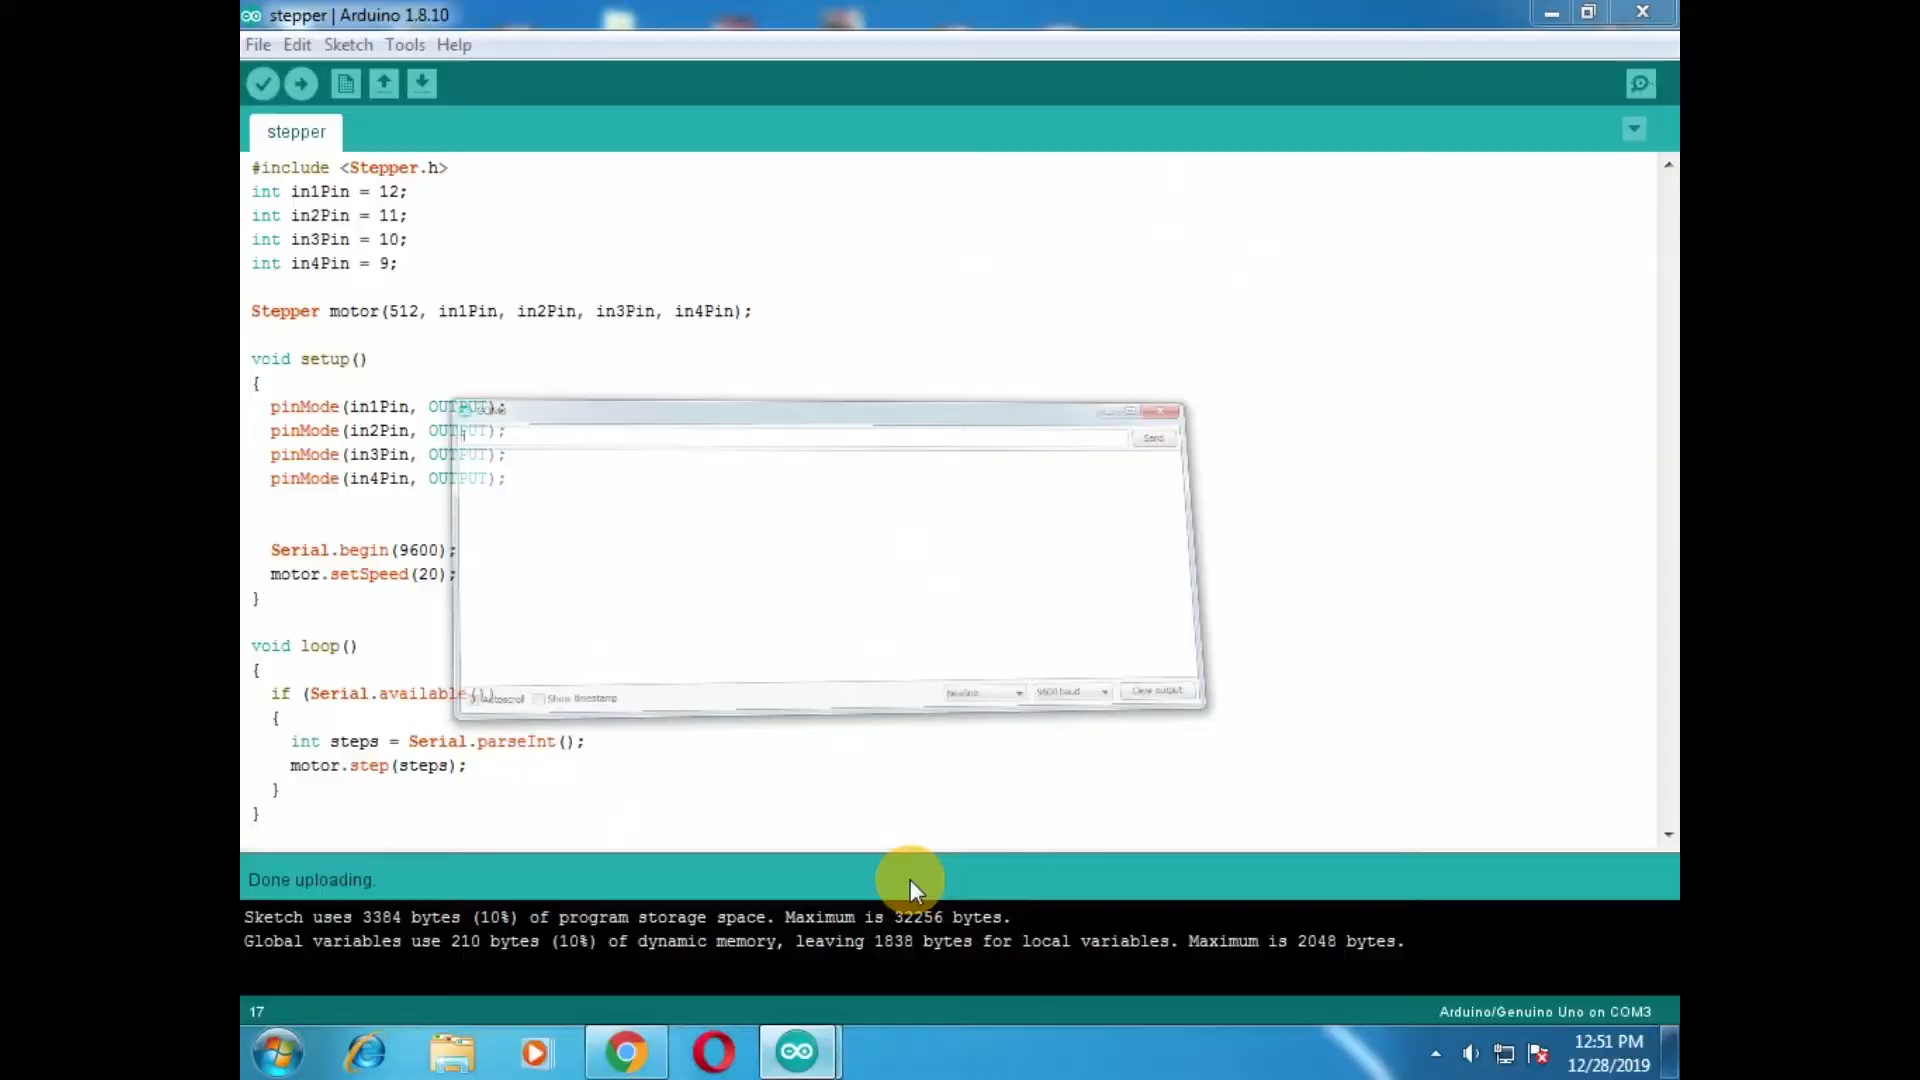 stepper | Arduino 1.8.10
File Edit Sketch Tools Help
stepper
#include <Stepper.h>
int in1Pin = 12;
int in2Pin = 11;
int in3Pin = 10;
int in4Pin = 9;
Stepper motor(512, in1Pin, in2Pin, in3Pin, in4Pin);
void setup()
{
pinMode(in1Pin, OUTPUT);
pinMode(in2Pin, OUTPUT);
pinMode(in3Pin, OUTPUT);
pinMode(in4Pin, OUTPUT);
Send
Serial.begin(9600);
motor.setSpeed(20);
}
void loop()
{
if (Serial.available())
Autoscroll Show timestamp Newline 9600 baud Clear output
{
int steps = Serial.parseInt();
motor.step(steps);
}
}
Done uploading.
Sketch uses 3384 bytes (10%) of program storage space. Maximum is 32256 bytes.
Global variables use 210 bytes (10%) of dynamic memory, leaving 1838 bytes for local variables. Maximum is 2048 bytes.
17
Arduino/Genuino Uno on COM3
12:51 PM
12/28/2019